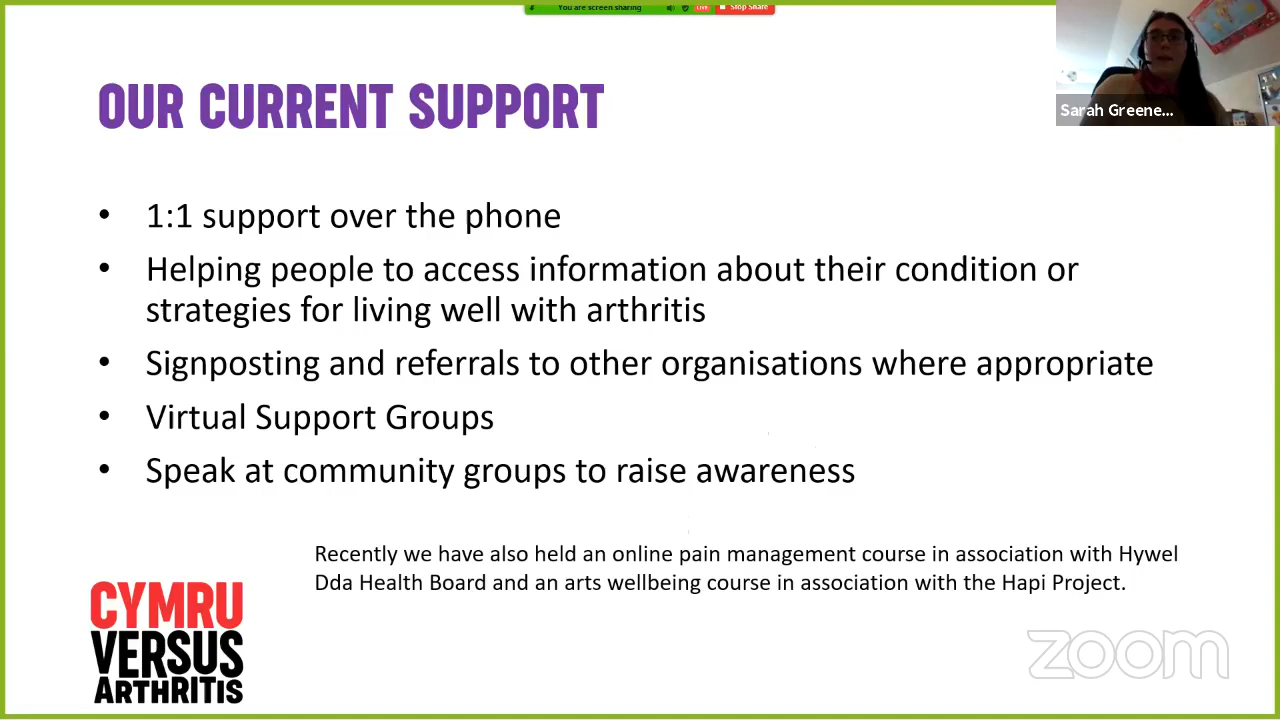 You are screen sharing LIVE Stop Share
Sarah Greene...
OUR CURRENT SUPPORT
• 1:1 support over the phone
• Helping people to access information about their condition or
strategies for living well with arthritis
• Signposting and referrals to other organisations where appropriate
• Virtual Support Groups
• Speak at community groups to raise awareness
Recently we have also held an online pain management course in association with Hywel
Dda Health Board and an arts wellbeing course in association with the Hapi Project.
CYMRU
VERSUS
ARTHRITIS
zoom